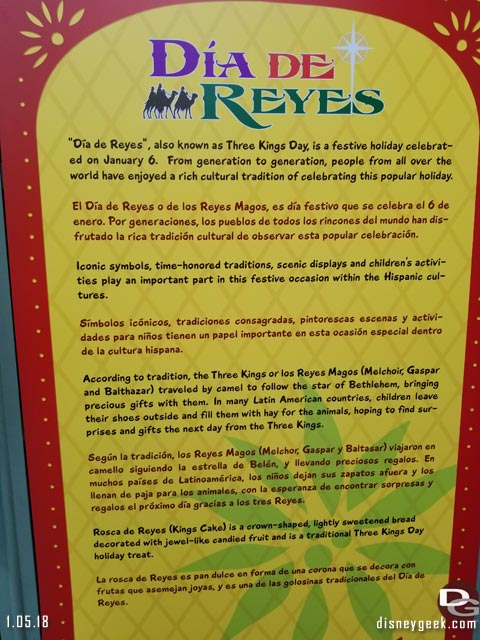 DÍA DE
REYES
"Día de Reyes", also known as Three Kings Day, is a festive holiday celebrat-
ed on January 6. From generation to generation, people from all over the
world have enjoyed a rich cultural tradition of celebrating this popular holiday.
El Día de Reyes o de los Reyes Magos, es día festivo que se celebra el 6 de
enero. Por generaciones, los pueblos de todos los rincones del mundo han dis-
frutado la rica tradición cultural de observar esta popular celebración.
Iconic symbols, time-honored traditions, scenic displays and children's activi-
ties play an important part in this festive occasion within the Hispanic cul-
tures.
Símbolos icónicos, tradiciones consagradas, pintorescas escenas y activi-
dades para niños tienen un papel importante en esta ocasión especial dentro
de la cultura hispana.
According to tradition, the Three Kings or los Reyes Magos (Melchoir, Gaspar
and Balthazar) traveled by camel to follow the star of Bethlehem, bringing
precious gifts with them. In many Latin American countries, children leave
their shoes outside and fill them with hay for the animals, hoping to find sur-
prises and gifts the next day from the Three Kings.
Según la tradición, los Reyes Magos (Melchor, Gaspar y Baltasar) viajaron en
camello siguiendo la estrella de Belén, y llevando preciosos regalos. En
muchos países de Latinoamérica, los niños dejan sus zapatos afuera y los
llenan de paja para los animales, con la esperanza de encontrar sorpresas y
regalos el próximo día gracias a los tres Reyes.
Rosca de Reyes (Kings Cake) is a crown-shaped, lightly sweetened bread
decorated with jewel-like candied fruit and is a traditional Three Kings Day
holiday treat.
La rosca de Reyes es pan dulce en forma de una corona que se decora con
frutas que asemejan joyas, y es una de las golosinas tradicionales del Día de
Reyes.
DG
1.05.18
disneygeek.com